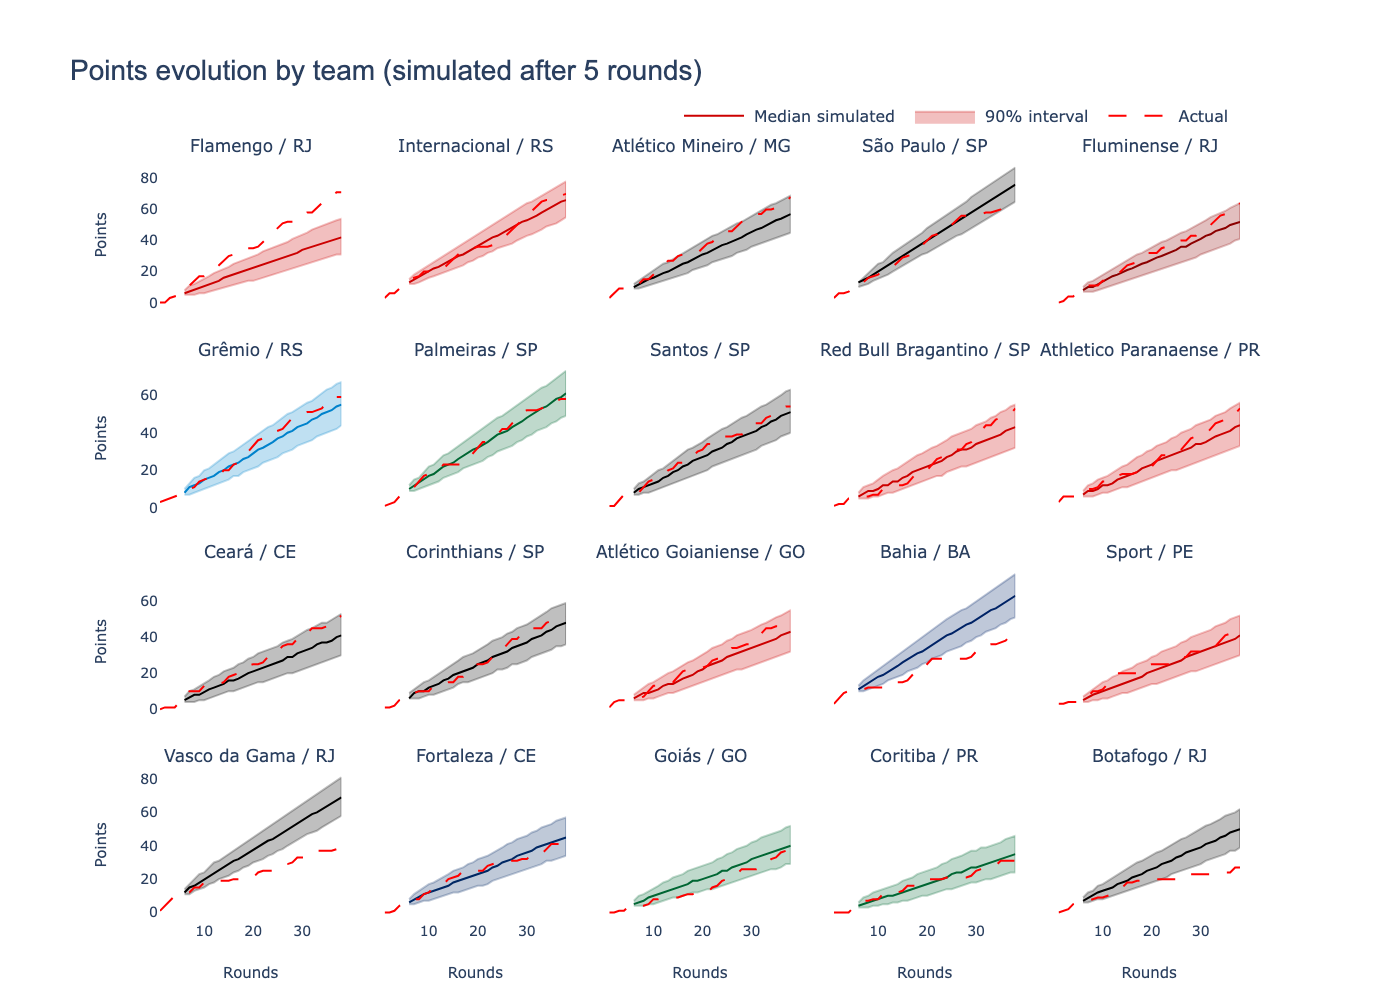 Points evolution by team (simulated after 5 rounds)
Median simulated
90% interval
Actual
Flamengo / RJ
Internacional / RS
Atlético Mineiro / MG
São Paulo / SP
Fluminense / RJ
80
60
40
20
0
Points
Grêmio / RS
Palmeiras / SP
Santos / SP
Red Bull Bragantino / SP
Athletico Paranaense / PR
60
40
20
0
Points
Ceará / CE
Corinthians / SP
Atlético Goianiense / GO
Bahia / BA
Sport / PE
60
40
20
0
Points
Vasco da Gama / RJ
Fortaleza / CE
Goiás / GO
Coritiba / PR
Botafogo / RJ
80
60
40
20
0
Points
10 20 30
10 20 30
10 20 30
10 20 30
10 20 30
Rounds
Rounds
Rounds
Rounds
Rounds